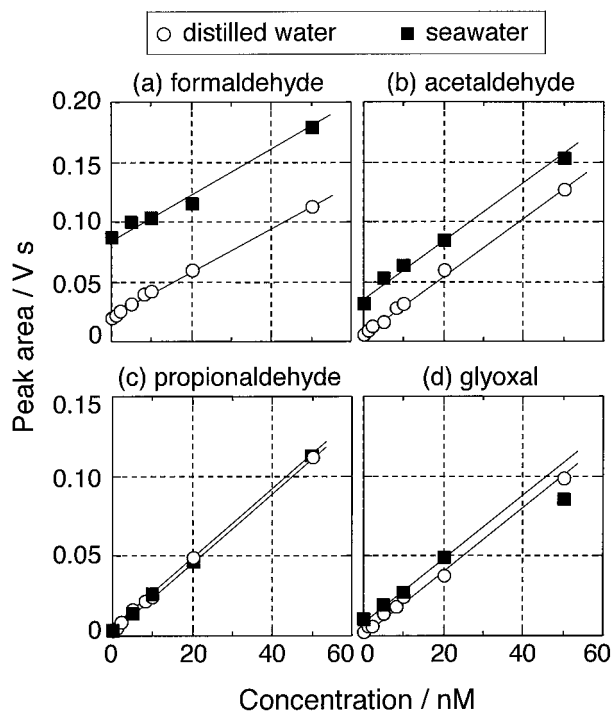 distilled water seawater
(a) formaldehyde (b) acetaldehyde
0.20
0.15
0.10
0.05
0
(c) propionaldehyde (d) glyoxal
0.15
0.10
0.05
0
0 20 40 60 0 20 40 60
Peak area / V s
Concentration / nM